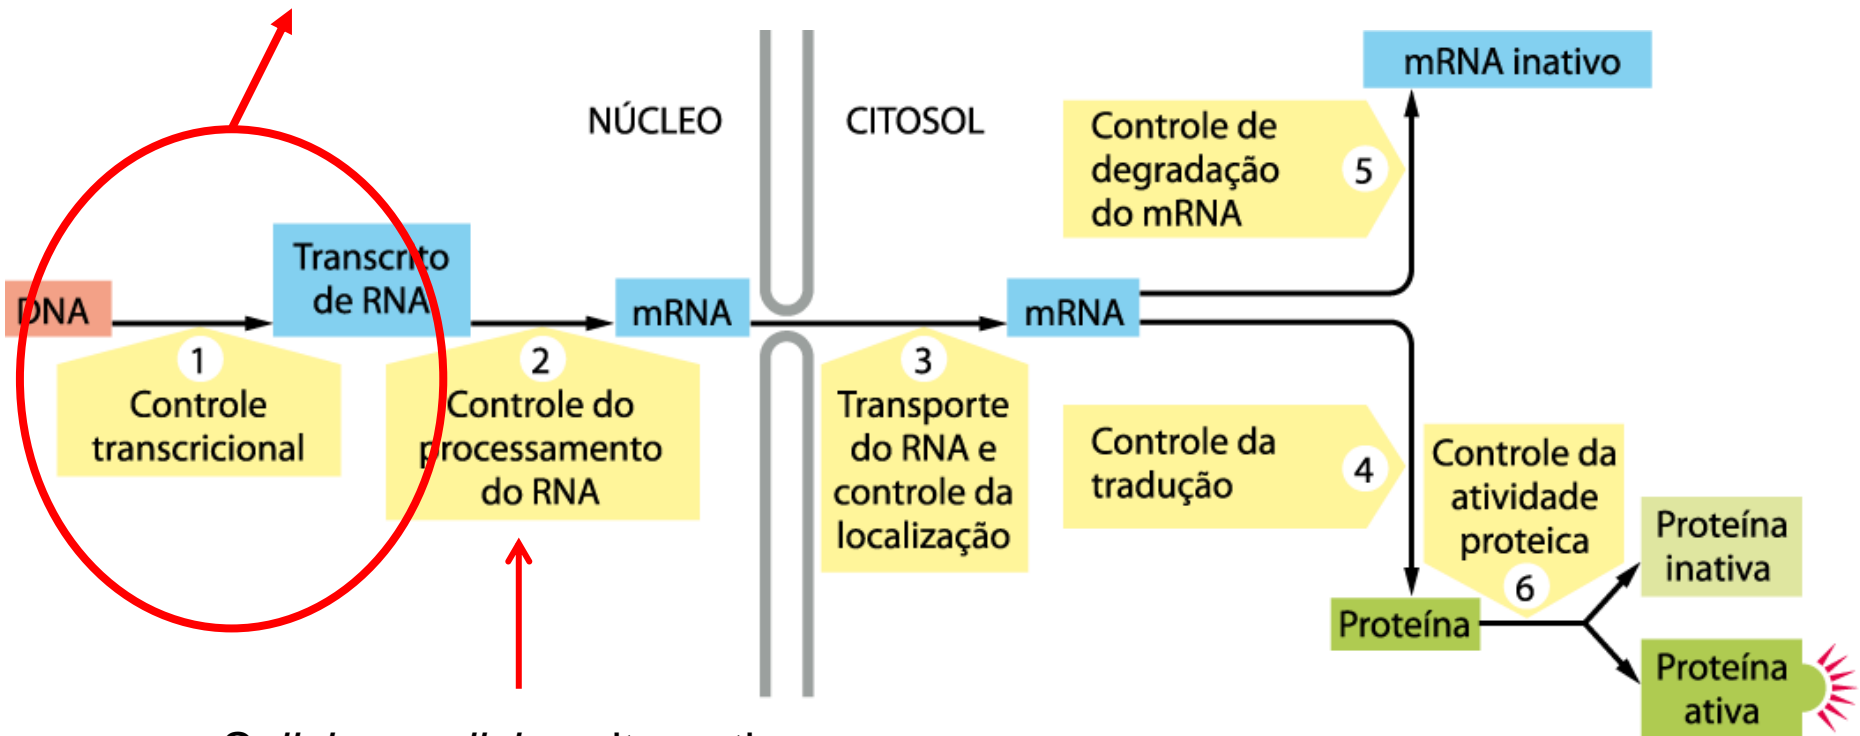 NÚCLEO
CITOSOL
DNA
Transcrito
de RNA
mRNA
mRNA
mRNA inativo
1
Controle
transcricional
2
Controle do
processamento
do RNA
3
Transporte
do RNA e
controle da
localização
Controle de
degradação
do mRNA
5
Controle da
tradução
4
Controle da
atividade
proteica
6
Proteína
Proteína
inativa
Proteína
ativa